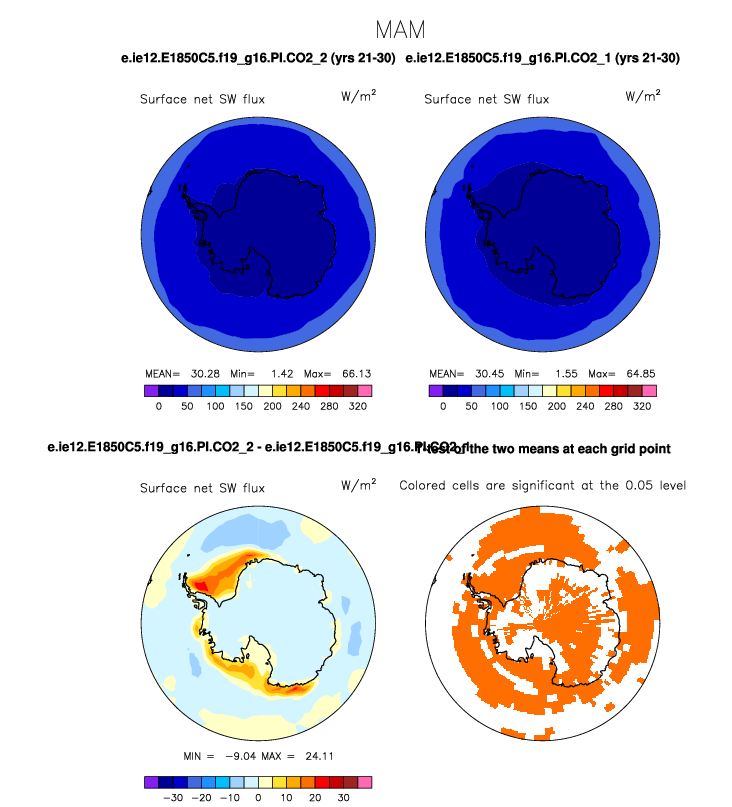 MAM
e.ie12.E1850C5.f19_g16.PI.CO2_2 (yrs 21-30) e.ie12.E1850C5.f19_g16.PI.CO2_1 (yrs 21-30)
Surface net SW flux W/m² Surface net SW flux W/m²
MEAN= 30.28 Min= 1.42 Max= 66.13 MEAN= 30.45 Min= 1.55 Max= 64.85
0 50 100 150 200 240 280 320 0 50 100 150 200 240 280 320
e.ie12.E1850C5.f19_g16.PI.CO2_2 - e.ie12.E1850C5.f19_g16.PI.CO2_1 T-test of the two means at each grid point
Surface net SW flux W/m² Colored cells are significant at the 0.05 level
MIN = -9.04 MAX = 24.11
-30 -20 -10 0 10 20 30